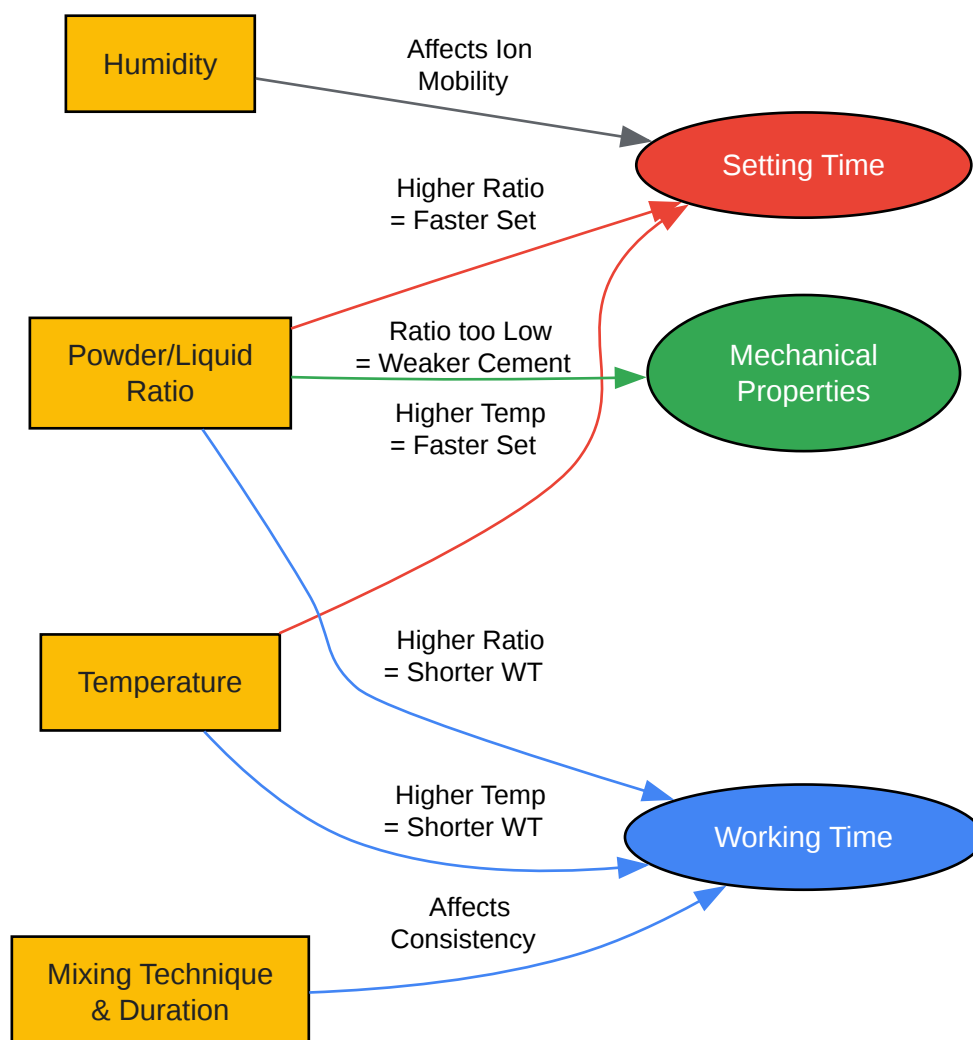 Humidity
Affects Ion
Mobility
Setting Time
Higher Ratio
= Faster Set
Powder/Liquid
Ratio
Ratio too Low
= Weaker Cement
Mechanical
Properties
Higher Temp
= Faster Set
Temperature
Higher Ratio
= Shorter WT
Higher Temp
= Shorter WT
Working Time
Affects
Consistency
Mixing Technique
& Duration